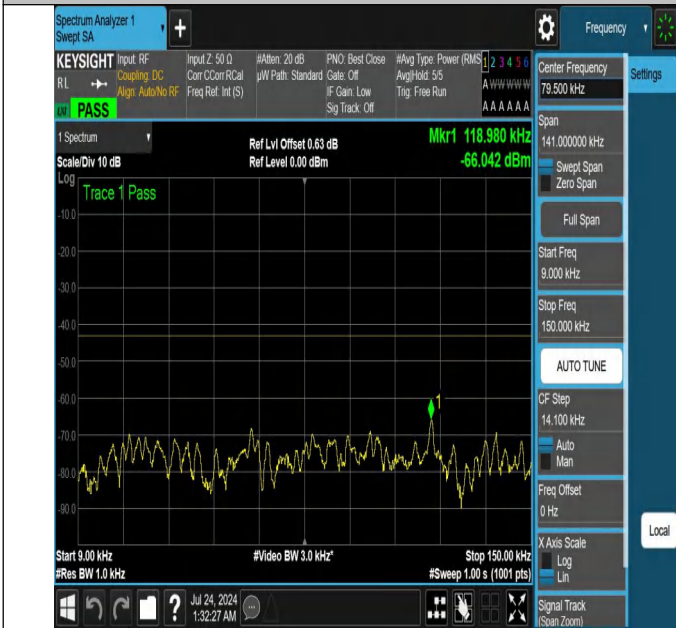 Spectrum Analyzer 1
Swept SA
+
Frequency
KEYSIGHT
RL
PASS
Input: RF
Coupling: DC
Align: Auto/No RF
Input Z: 50 Ω
Corr CCorr RCal
Freq Ref: Int (S)
#Atten: 20 dB
µW Path: Standard
PNO: Best Close
Gate: Off
IF Gain: Low
Sig Track: Off
#Avg Type: Power (RMS
Avg|Hold: 5/5
Trig: Free Run
1 2 3 4 5 6
A W W W W W
A A A A A A
Center Frequency
79.500 kHz
Settings
Span
141.000000 kHz
Swept Span
Zero Span
Full Span
Start Freq
9.000 kHz
Stop Freq
150.000 kHz
AUTO TUNE
CF Step
14.100 kHz
Auto
Man
Freq Offset
0 Hz
X Axis Scale
Log
Lin
Signal Track
(Span Zoom)
Local
1 Spectrum
Scale/Div 10 dB
Log
Ref Lvl Offset 0.63 dB
Ref Level 0.00 dBm
Mkr1 118.980 kHz
-66.042 dBm
Trace 1 Pass
-10.0
-20.0
-30.0
-40.0
-50.0
-60.0
-70.0
-80.0
-90.0
1
Start 9.00 kHz
#Res BW 1.0 kHz
#Video BW 3.0 kHz*
Stop 150.00 kHz
#Sweep 1.00 s (1001 pts)
?
Jul 24, 2024
1:32:27 AM